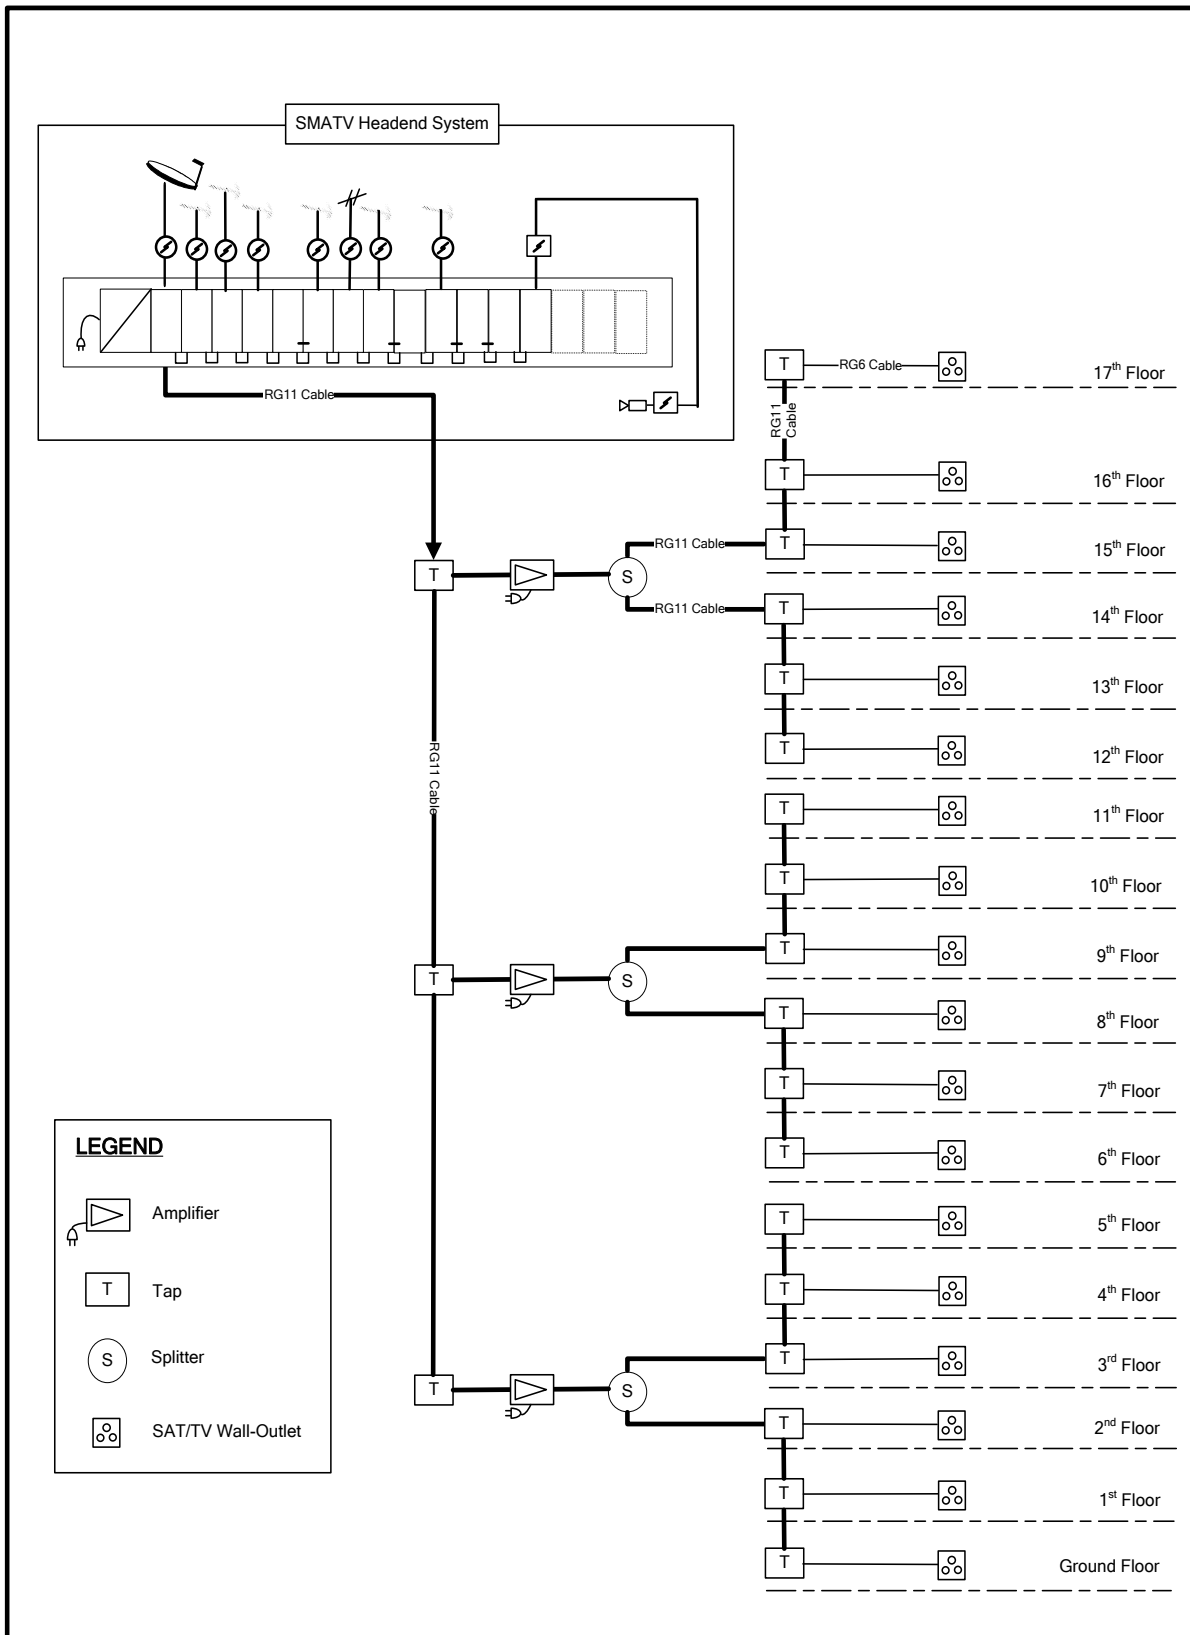 SMATV Headend System
RG11 Cable
T
RG6 Cable
17th Floor
RG11
Cable
T
16th Floor
RG11 Cable
T
15th Floor
T
S
RG11 Cable
T
14th Floor
T
13th Floor
RG11 Cable
T
12th Floor
T
11th Floor
T
10th Floor
T
9th Floor
T
S
T
8th Floor
T
7th Floor
T
6th Floor
T
5th Floor
T
4th Floor
T
3rd Floor
T
S
T
2nd Floor
T
1st Floor
T
Ground Floor
LEGEND
Amplifier
T
Tap
S
Splitter
SAT/TV Wall-Outlet